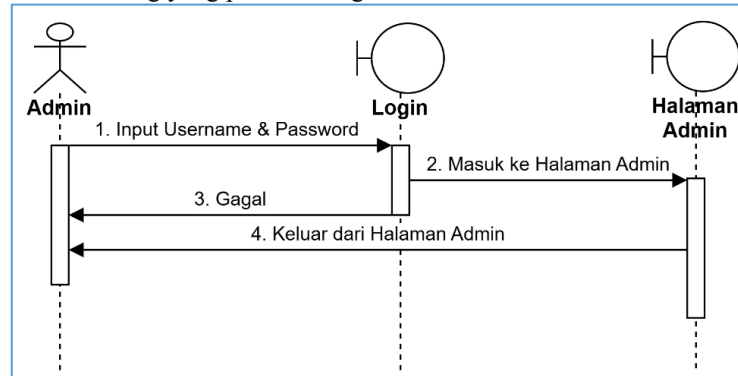 Admin
Login
Halaman
Admin
1. Input Username & Password
2. Masuk ke Halaman Admin
3. Gagal
4. Keluar dari Halaman Admin